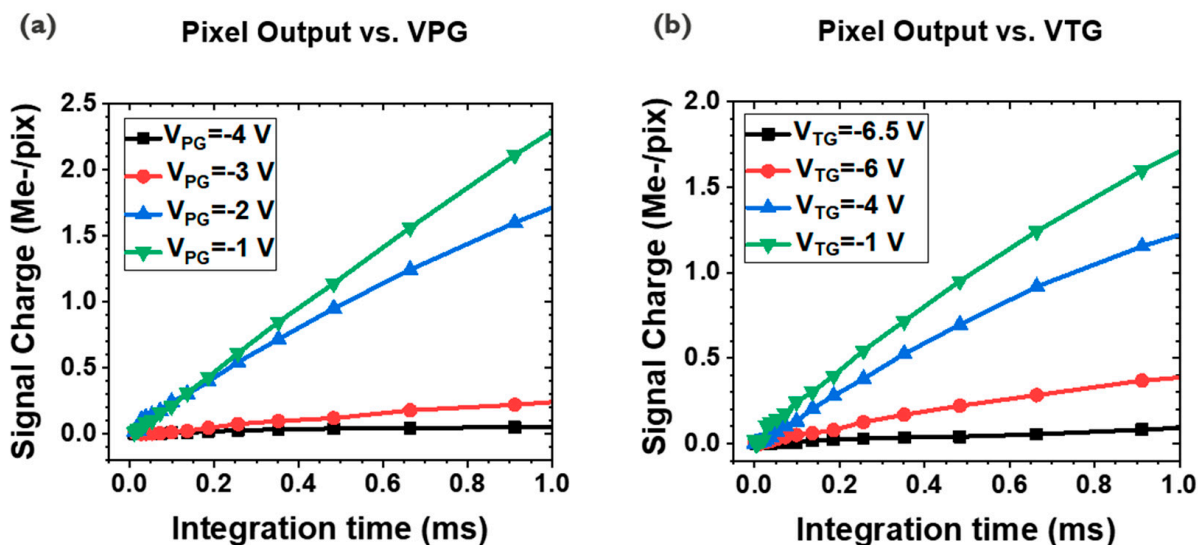 (a)
Pixel Output vs. VPG
Signal Charge (Me-/pix)
2.5
2.0
1.5
1.0
0.5
0.0
VPG=-4 V
VPG=-3 V
VPG=-2 V
VPG=-1 V
0.0 0.2 0.4 0.6 0.8 1.0
Integration time (ms)
(b)
Pixel Output vs. VTG
Signal Charge (Me-/pix)
2.0
1.5
1.0
0.5
0.0
VTG=-6.5 V
VTG=-6 V
VTG=-4 V
VTG=-1 V
0.0 0.2 0.4 0.6 0.8 1.0
Integration time (ms)